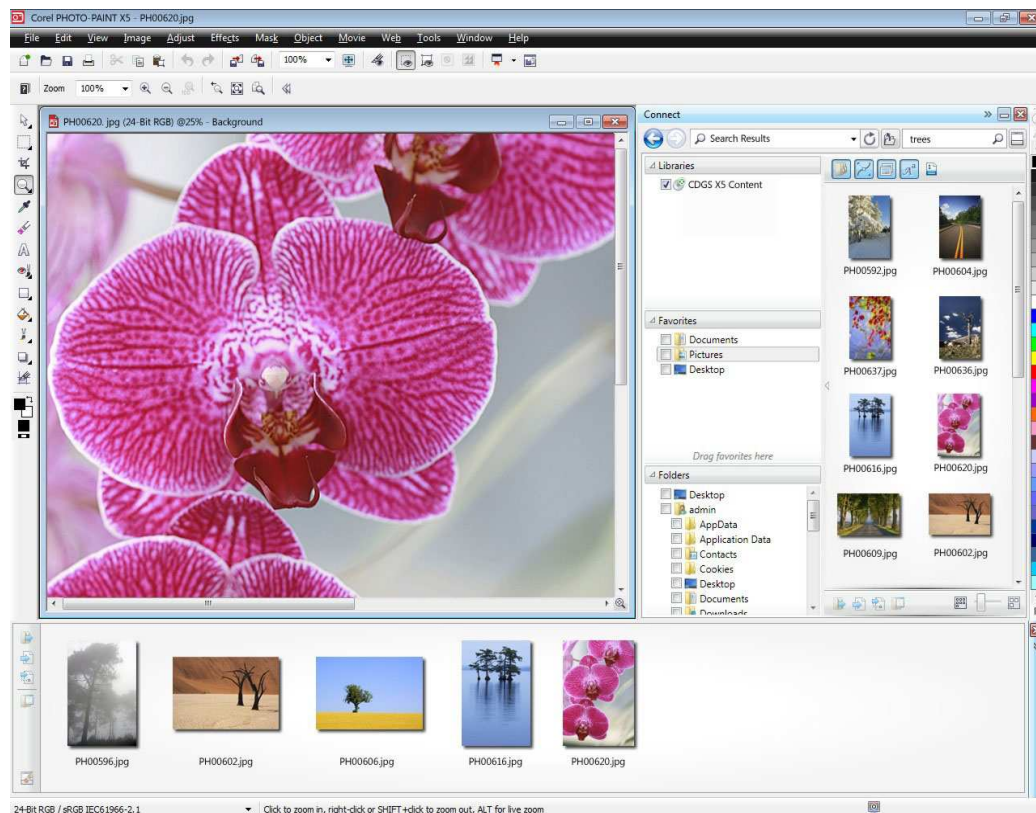 Corel PHOTO-PAINT X5 - PH00620.jpg
File Edit View Image Adjust Effects Mask Object Movie Web Tools Window Help
100%
Zoom 100%
PH00620. jpg (24-Bit RGB) @25% - Background
Connect
Search Results
trees
Libraries
CDGS X5 Content
PH00592.jpg PH00604.jpg
Favorites
Documents
Pictures
Desktop
PH00637.jpg PH00636.jpg
Drag favorites here
PH00616.jpg PH00620.jpg
Folders
Desktop
admin
AppData
Application Data
Contacts
Cookies
Desktop
Documents
Downloads
PH00609.jpg PH00602.jpg
PH00596.jpg PH00602.jpg PH00606.jpg PH00616.jpg PH00620.jpg
24-Bit RGB / sRGB IEC61966-2.1 Click to zoom in, right-click or SHIFT+click to zoom out, ALT for live zoom